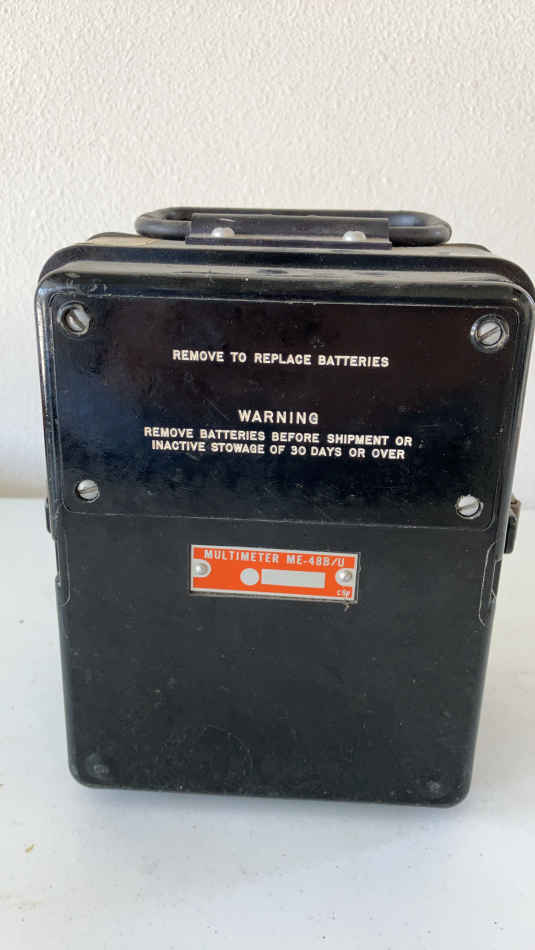 REMOVE TO REPLACE BATTERIES
WARNING
REMOVE BATTERIES BEFORE SHIPMENT OR
INACTIVE STOWAGE OF 30 DAYS OR OVER
MULTIMETER ME-48B/U